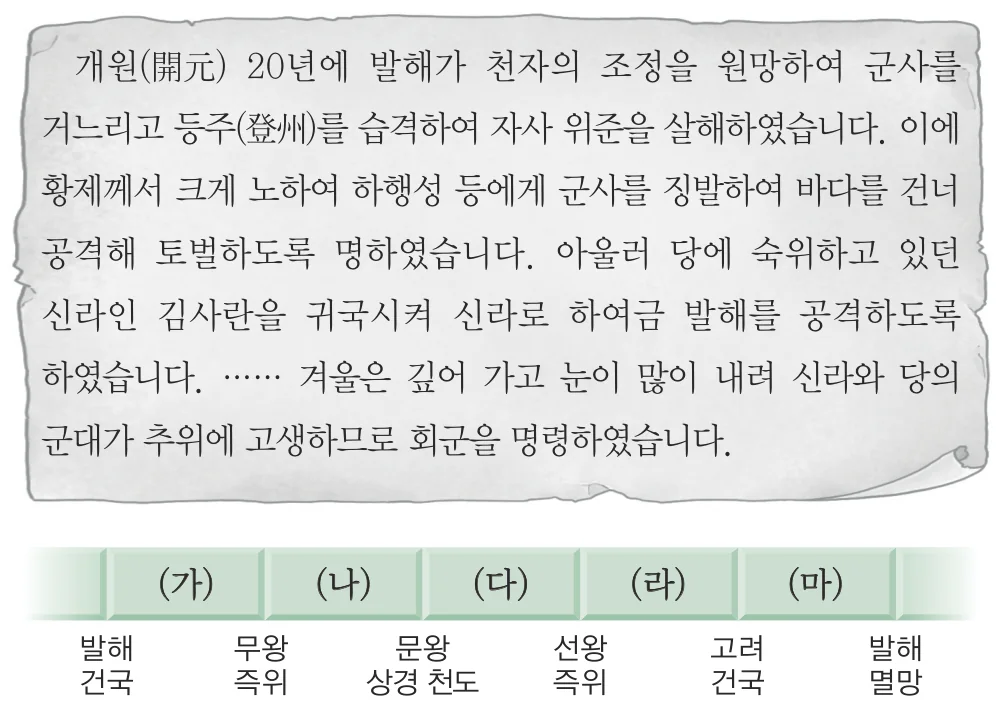 개원(開元) 20년에 발해가 천자의 조정을 원망하여 군사를
거느리고 등주(登州)를 습격하여 자사 위준을 살해하였습니다. 이에
황제께서 크게 노하여 하행성 등에게 군사를 징발하여 바다를 건너
공격해 토벌하도록 명하였습니다. 아울러 당에 숙위하고 있던
신라인 김사란을 귀국시켜 신라로 하여금 발해를 공격하도록
하였습니다. …… 겨울은 깊어 가고 눈이 많이 내려 신라와 당의
군대가 추위에 고생하므로 회군을 명령하였습니다.
(가) (나) (다) (라) (마)
발해 무왕 문왕 선왕 고려 발해
건국 즉위 상경 천도 즉위 건국 멸망